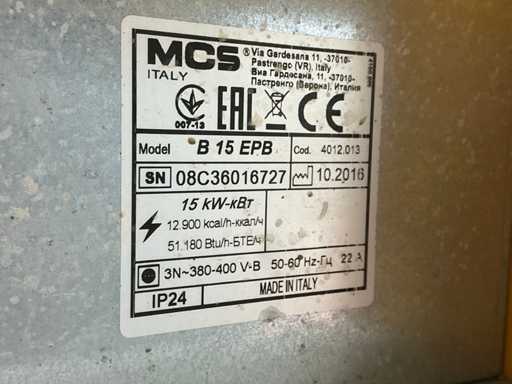 MCS ® Via Gardesana 11, -37010-
Pastrengo (VR), Italy
ITALY Виа Гардесана, 11, -37010-
Пастренго (Верона), Италия
007-13 EAC CE
Model B 15 EPB Cod. 4012.013
SN 08C36016727 10.2016
15 kW-кВт
12.900 kcal/h-ккал/ч
51.180 Btu/h-БТЕ/ч
3N~380-400 V-B 50-60 Hz-Гц 22 A
IP24 MADE IN ITALY